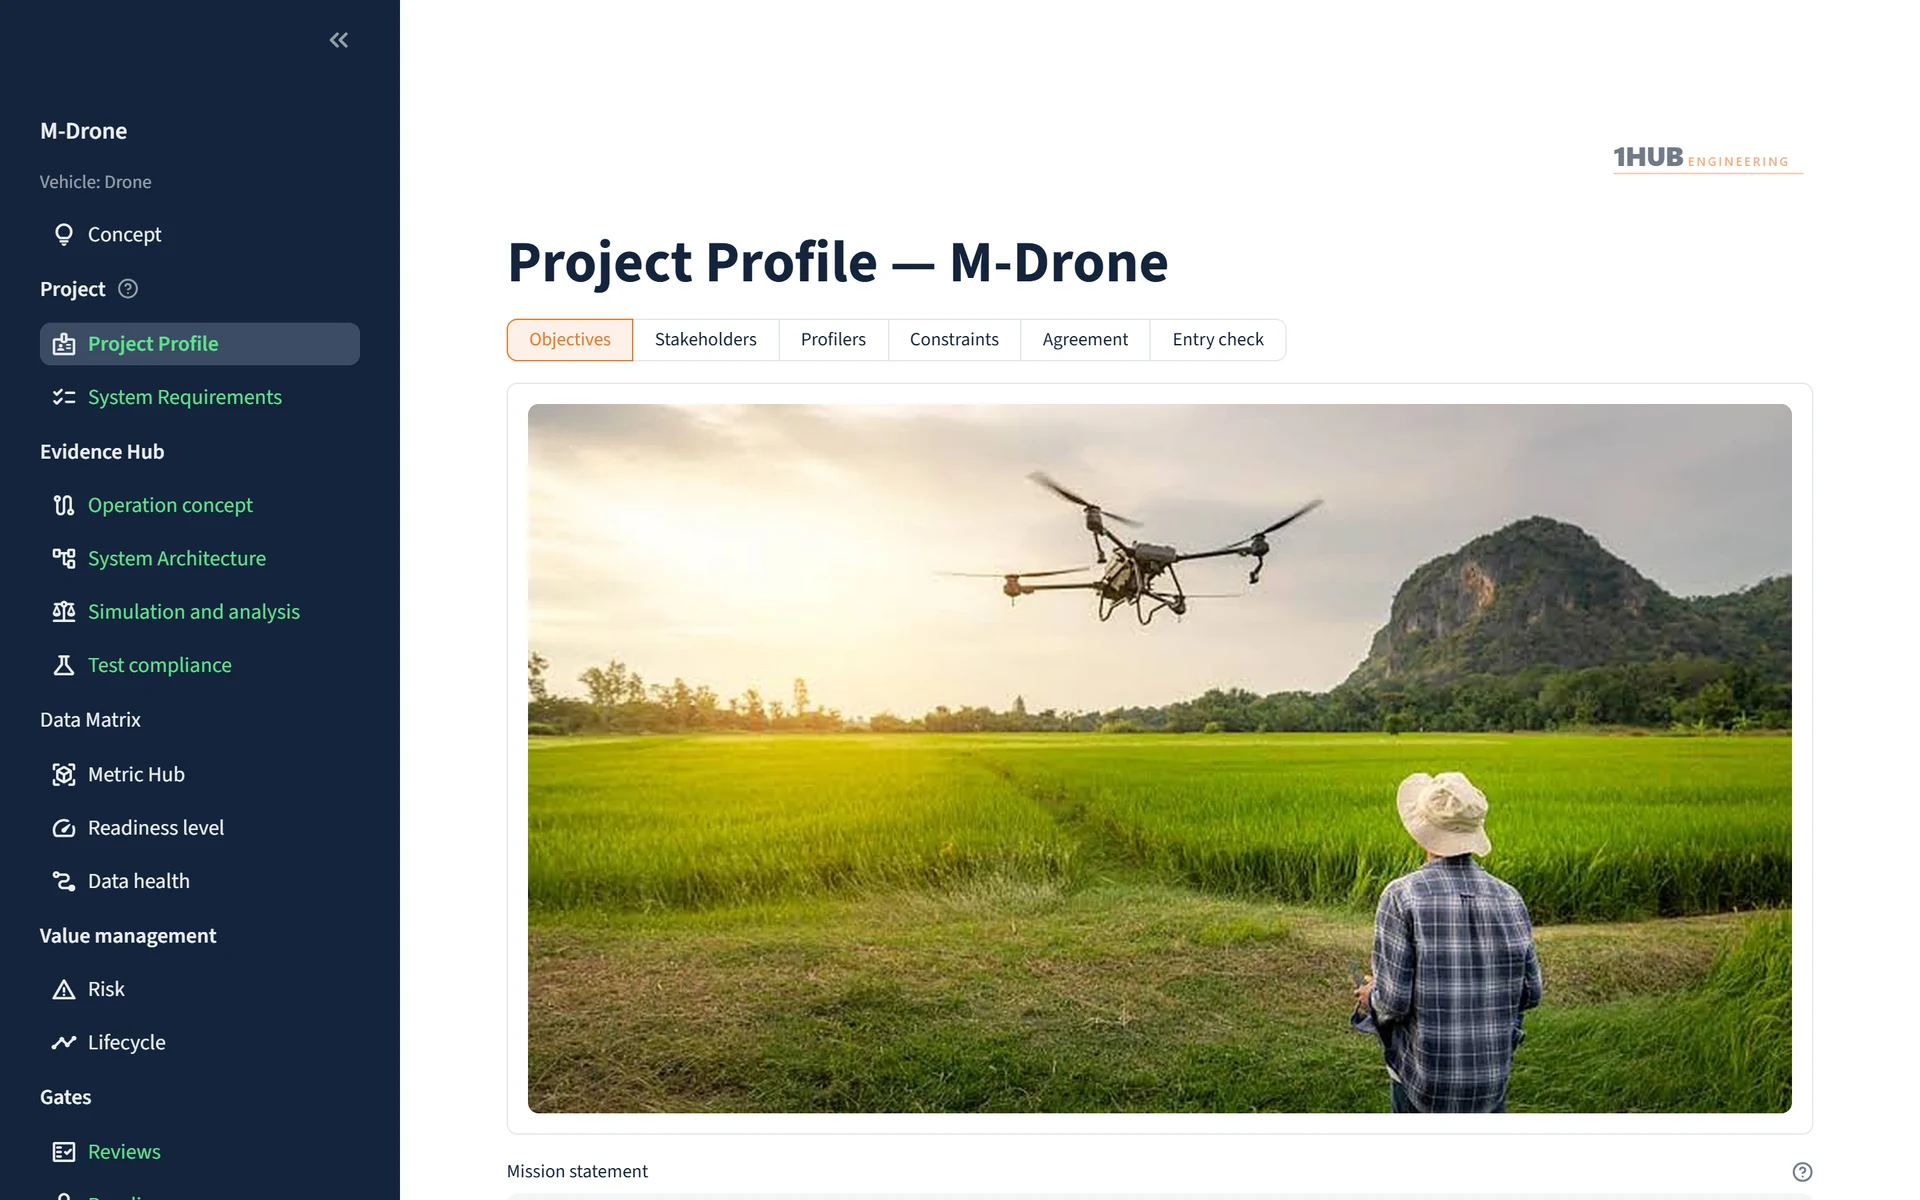 M-Drone
Vehicle: Drone
Concept
Project
Project Profile
System Requirements
Evidence Hub
Operation concept
System Architecture
Simulation and analysis
Test compliance
Data Matrix
Metric Hub
Readiness level
Data health
Value management
Risk
Lifecycle
Gates
Reviews
1HUB ENGINEERING
Project Profile — M-Drone
Objectives
Stakeholders
Profilers
Constraints
Agreement
Entry check
Mission statement